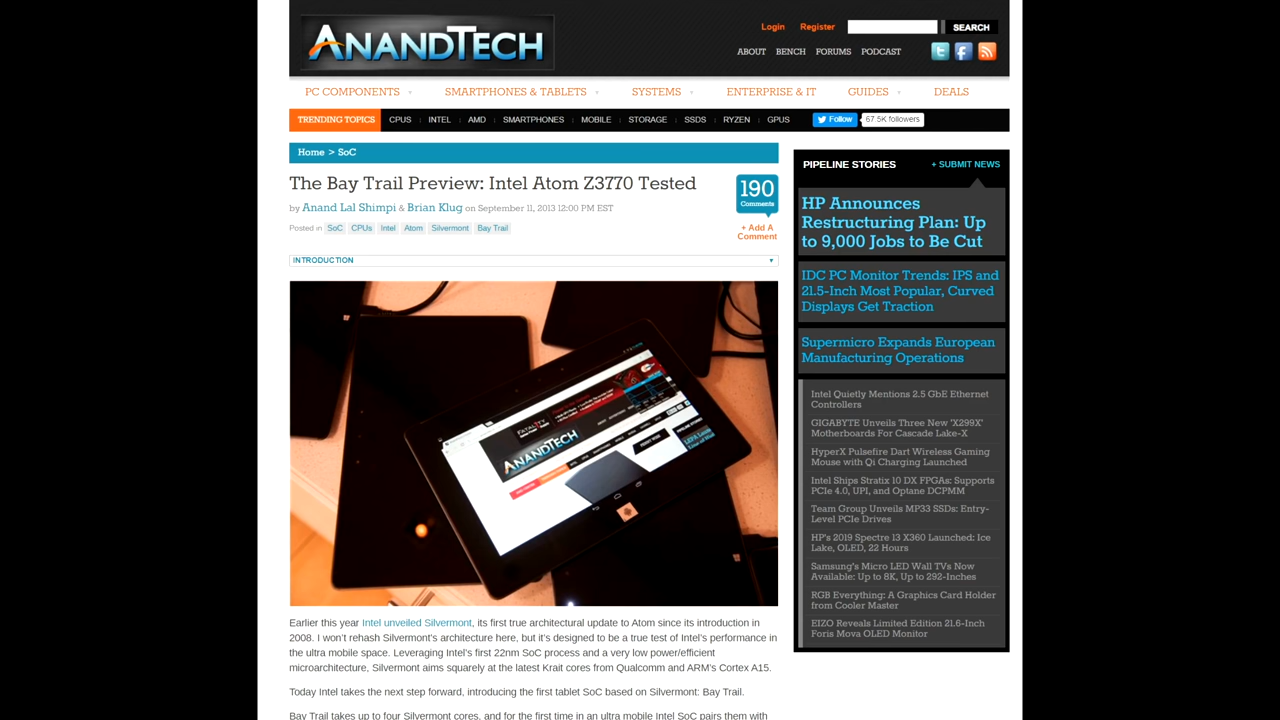 ANANDTECH
Login Register SEARCH
ABOUT BENCH FORUMS PODCAST
PC COMPONENTS SMARTPHONES & TABLETS SYSTEMS ENTERPRISE & IT GUIDES DEALS
TRENDING TOPICS CPUS INTEL AMD SMARTPHONES MOBILE STORAGE SSDS RYZEN GPUS Follow 67.5K followers
Home > SoC
The Bay Trail Preview: Intel Atom Z3770 Tested
by Anand Lal Shimpi & Brian Klug on September 11, 2013 12:00 PM EST
Posted in SoC CPUs Intel Atom Silvermont Bay Trail
190
Comments
+ Add A
Comment
INTRODUCTION
ANANDTECH
Earlier this year Intel unveiled Silvermont, its first true architectural update to Atom since its introduction in
2008. I won't rehash Silvermont's architecture here, but it's designed to be a true test of Intel's performance in
the ultra mobile space. Leveraging Intel's first 22nm SoC process and a very low power/efficient
microarchitecture, Silvermont aims squarely at the latest Krait cores from Qualcomm and ARM's Cortex A15.
Today Intel takes the next step forward, introducing the first tablet SoC based on Silvermont: Bay Trail.
Bay Trail takes up to four Silvermont cores, and for the first time in an ultra mobile Intel SoC pairs them with
PIPELINE STORIES + SUBMIT NEWS
HP Announces
Restructuring Plan: Up
to 9,000 Jobs to Be Cut
IDC PC Monitor Trends: IPS and
21.5-Inch Most Popular, Curved
Displays Get Traction
Supermicro Expands European
Manufacturing Operations
Intel Quietly Mentions 2.5 GbE Ethernet
Controllers
GIGABYTE Unveils Three New 'X299X'
Motherboards For Cascade Lake-X
HyperX Pulsefire Dart Wireless Gaming
Mouse with Qi Charging Launched
Intel Ships Stratix 10 DX FPGAs: Supports
PCIe 4.0, UPI, and Optane DCPMM
Team Group Unveils MP33 SSDs: Entry-
Level PCIe Drives
HP's 2019 Spectre 13 X360 Launched: Ice
Lake, OLED, 22 Hours
Samsung's Micro LED Wall TVs Now
Available: Up to 8K, Up to 292-Inches
RGB Everything: A Graphics Card Holder
from Cooler Master
EIZO Reveals Limited Edition 21.6-Inch
Foris Mova OLED Monitor